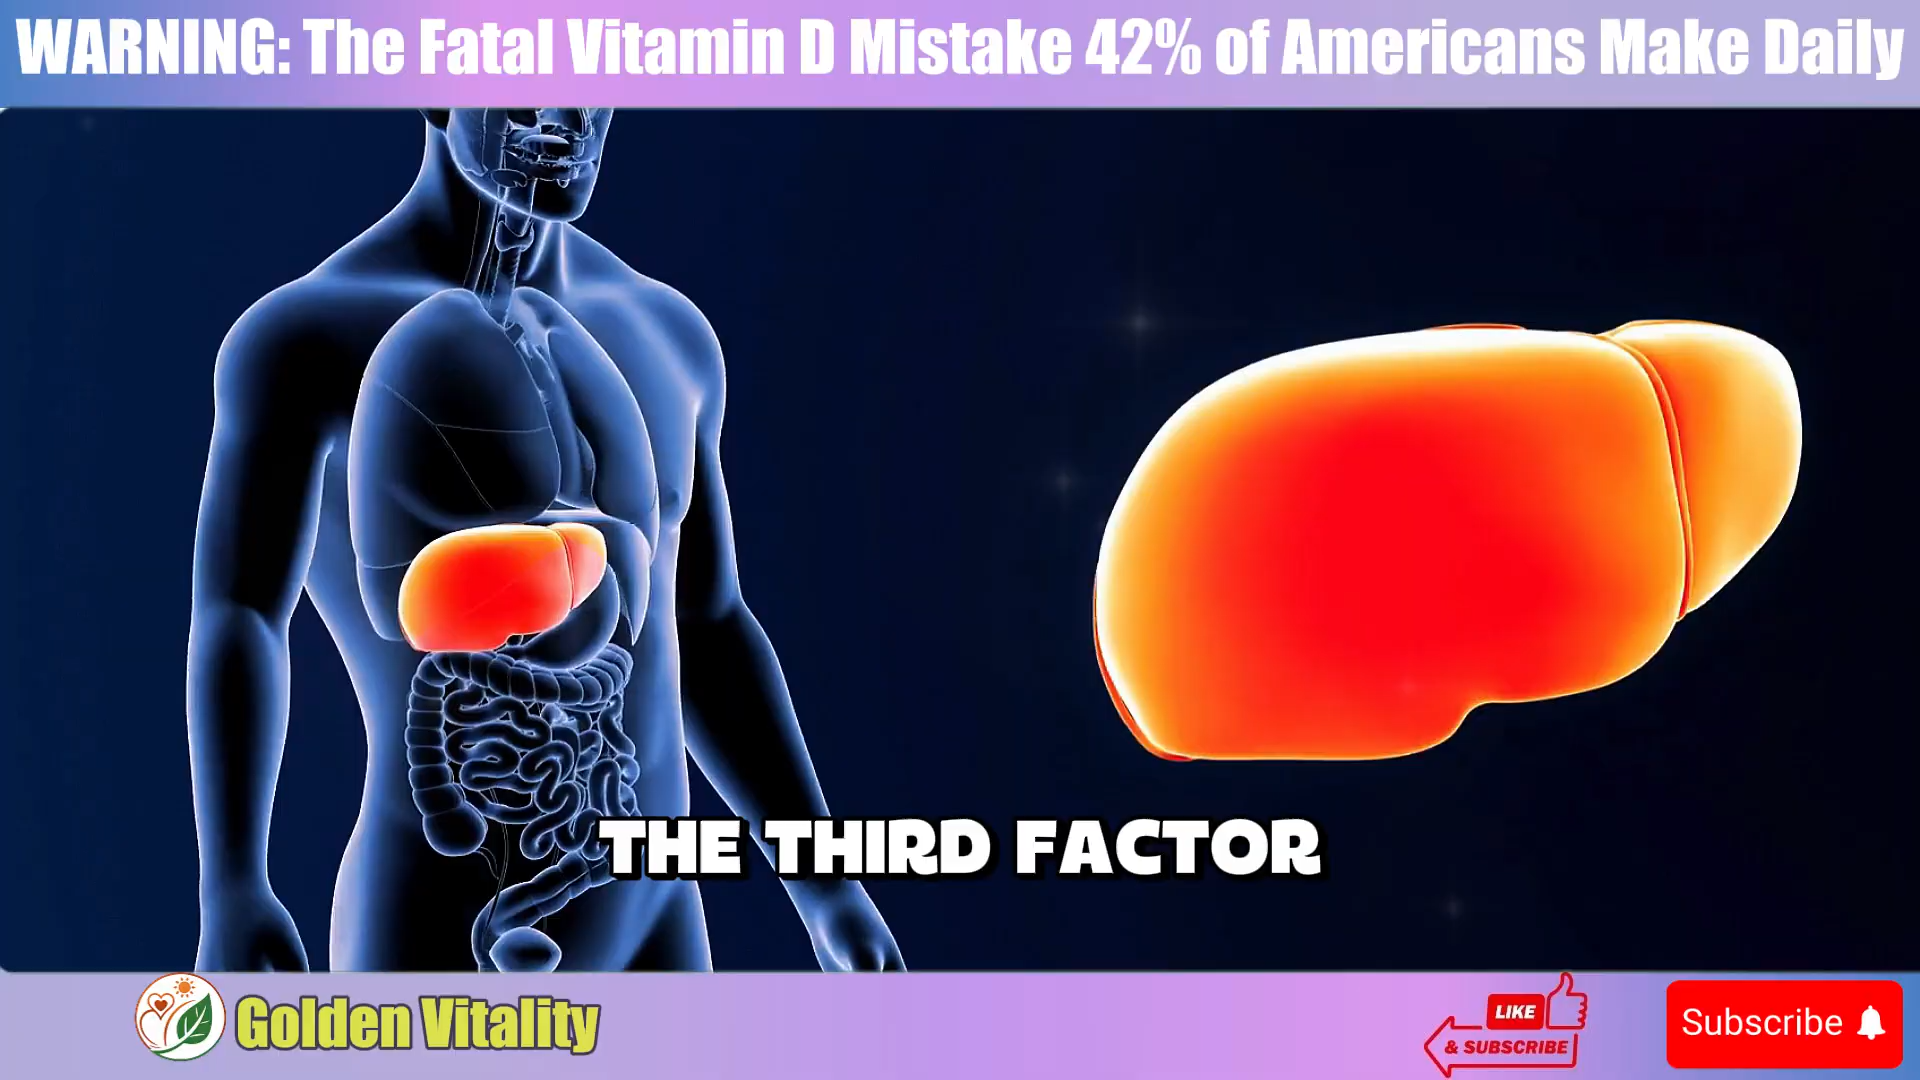 WARNING: The Fatal Vitamin D Mistake 42% of Americans Make Daily
THE THIRD FACTOR
Golden Vitality
LIKE
& SUBSCRIBE
Subscribe